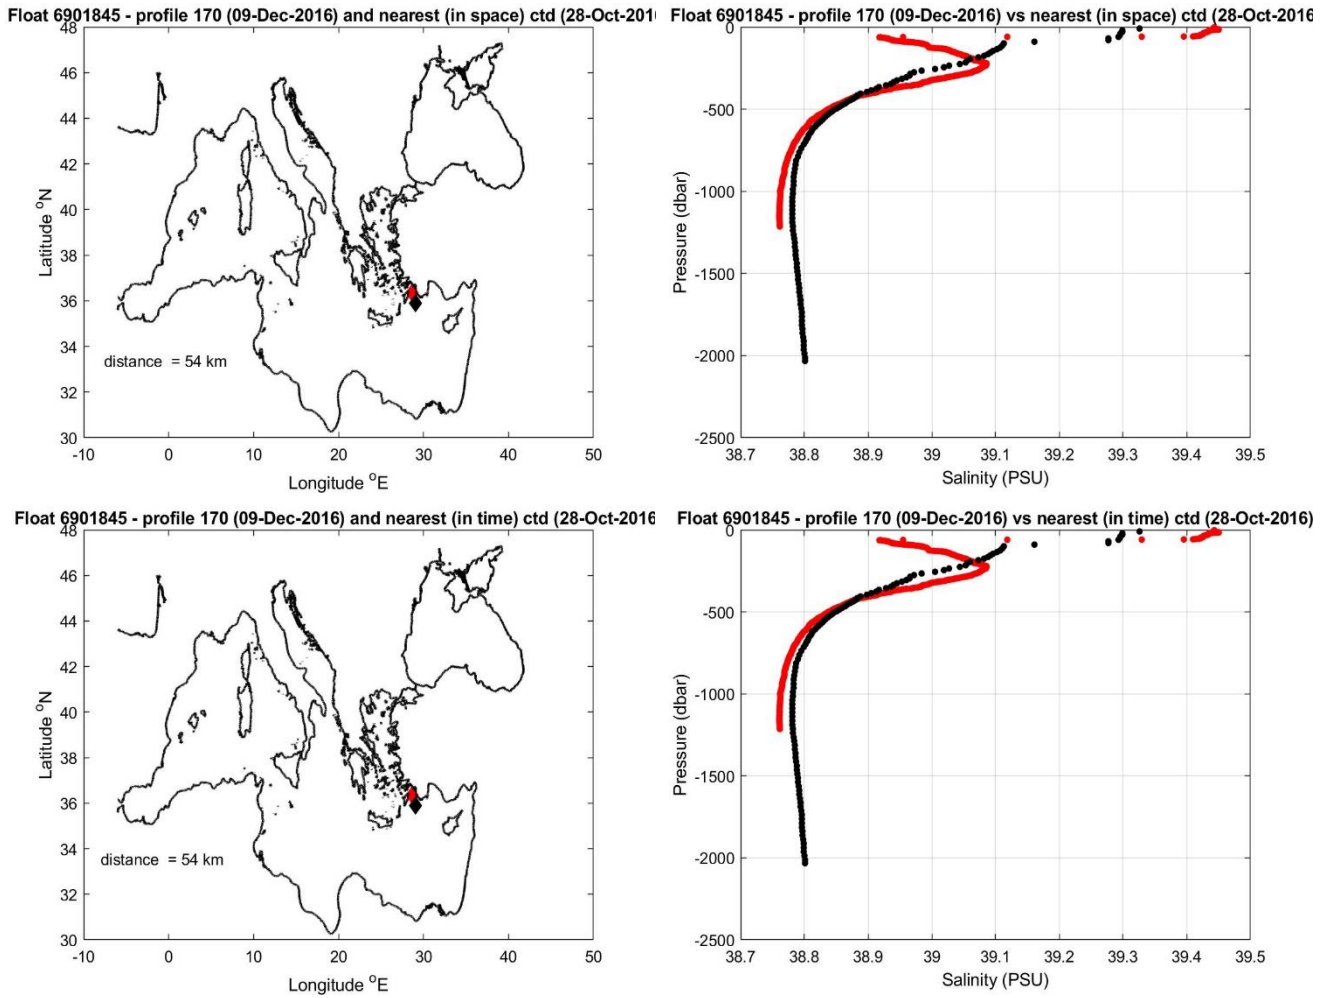 Float 6901845 - profile 170 (09-Dec-2016) and nearest (in space) ctd (28-Oct-201
48
46
44
42
40
38
36
34
32
30
Latitude °N
distance = 54 km
-10 0 10 20 30 40 50
Longitude °E
Float 6901845 - profile 170 (09-Dec-2016) vs nearest (in space) ctd (28-Oct-2016
0
-500
-1000
-1500
-2000
-2500
Pressure (dbar)
38.7 38.8 38.9 39 39.1 39.2 39.3 39.4 39.5
Salinity (PSU)
Float 6901845 - profile 170 (09-Dec-2016) and nearest (in time) ctd (28-Oct-2016
48
46
44
42
40
38
36
34
32
30
Latitude °N
distance = 54 km
-10 0 10 20 30 40 50
Longitude °E
Float 6901845 - profile 170 (09-Dec-2016) vs nearest (in time) ctd (28-Oct-2016)
0
-500
-1000
-1500
-2000
-2500
Pressure (dbar)
38.7 38.8 38.9 39 39.1 39.2 39.3 39.4 39.5
Salinity (PSU)